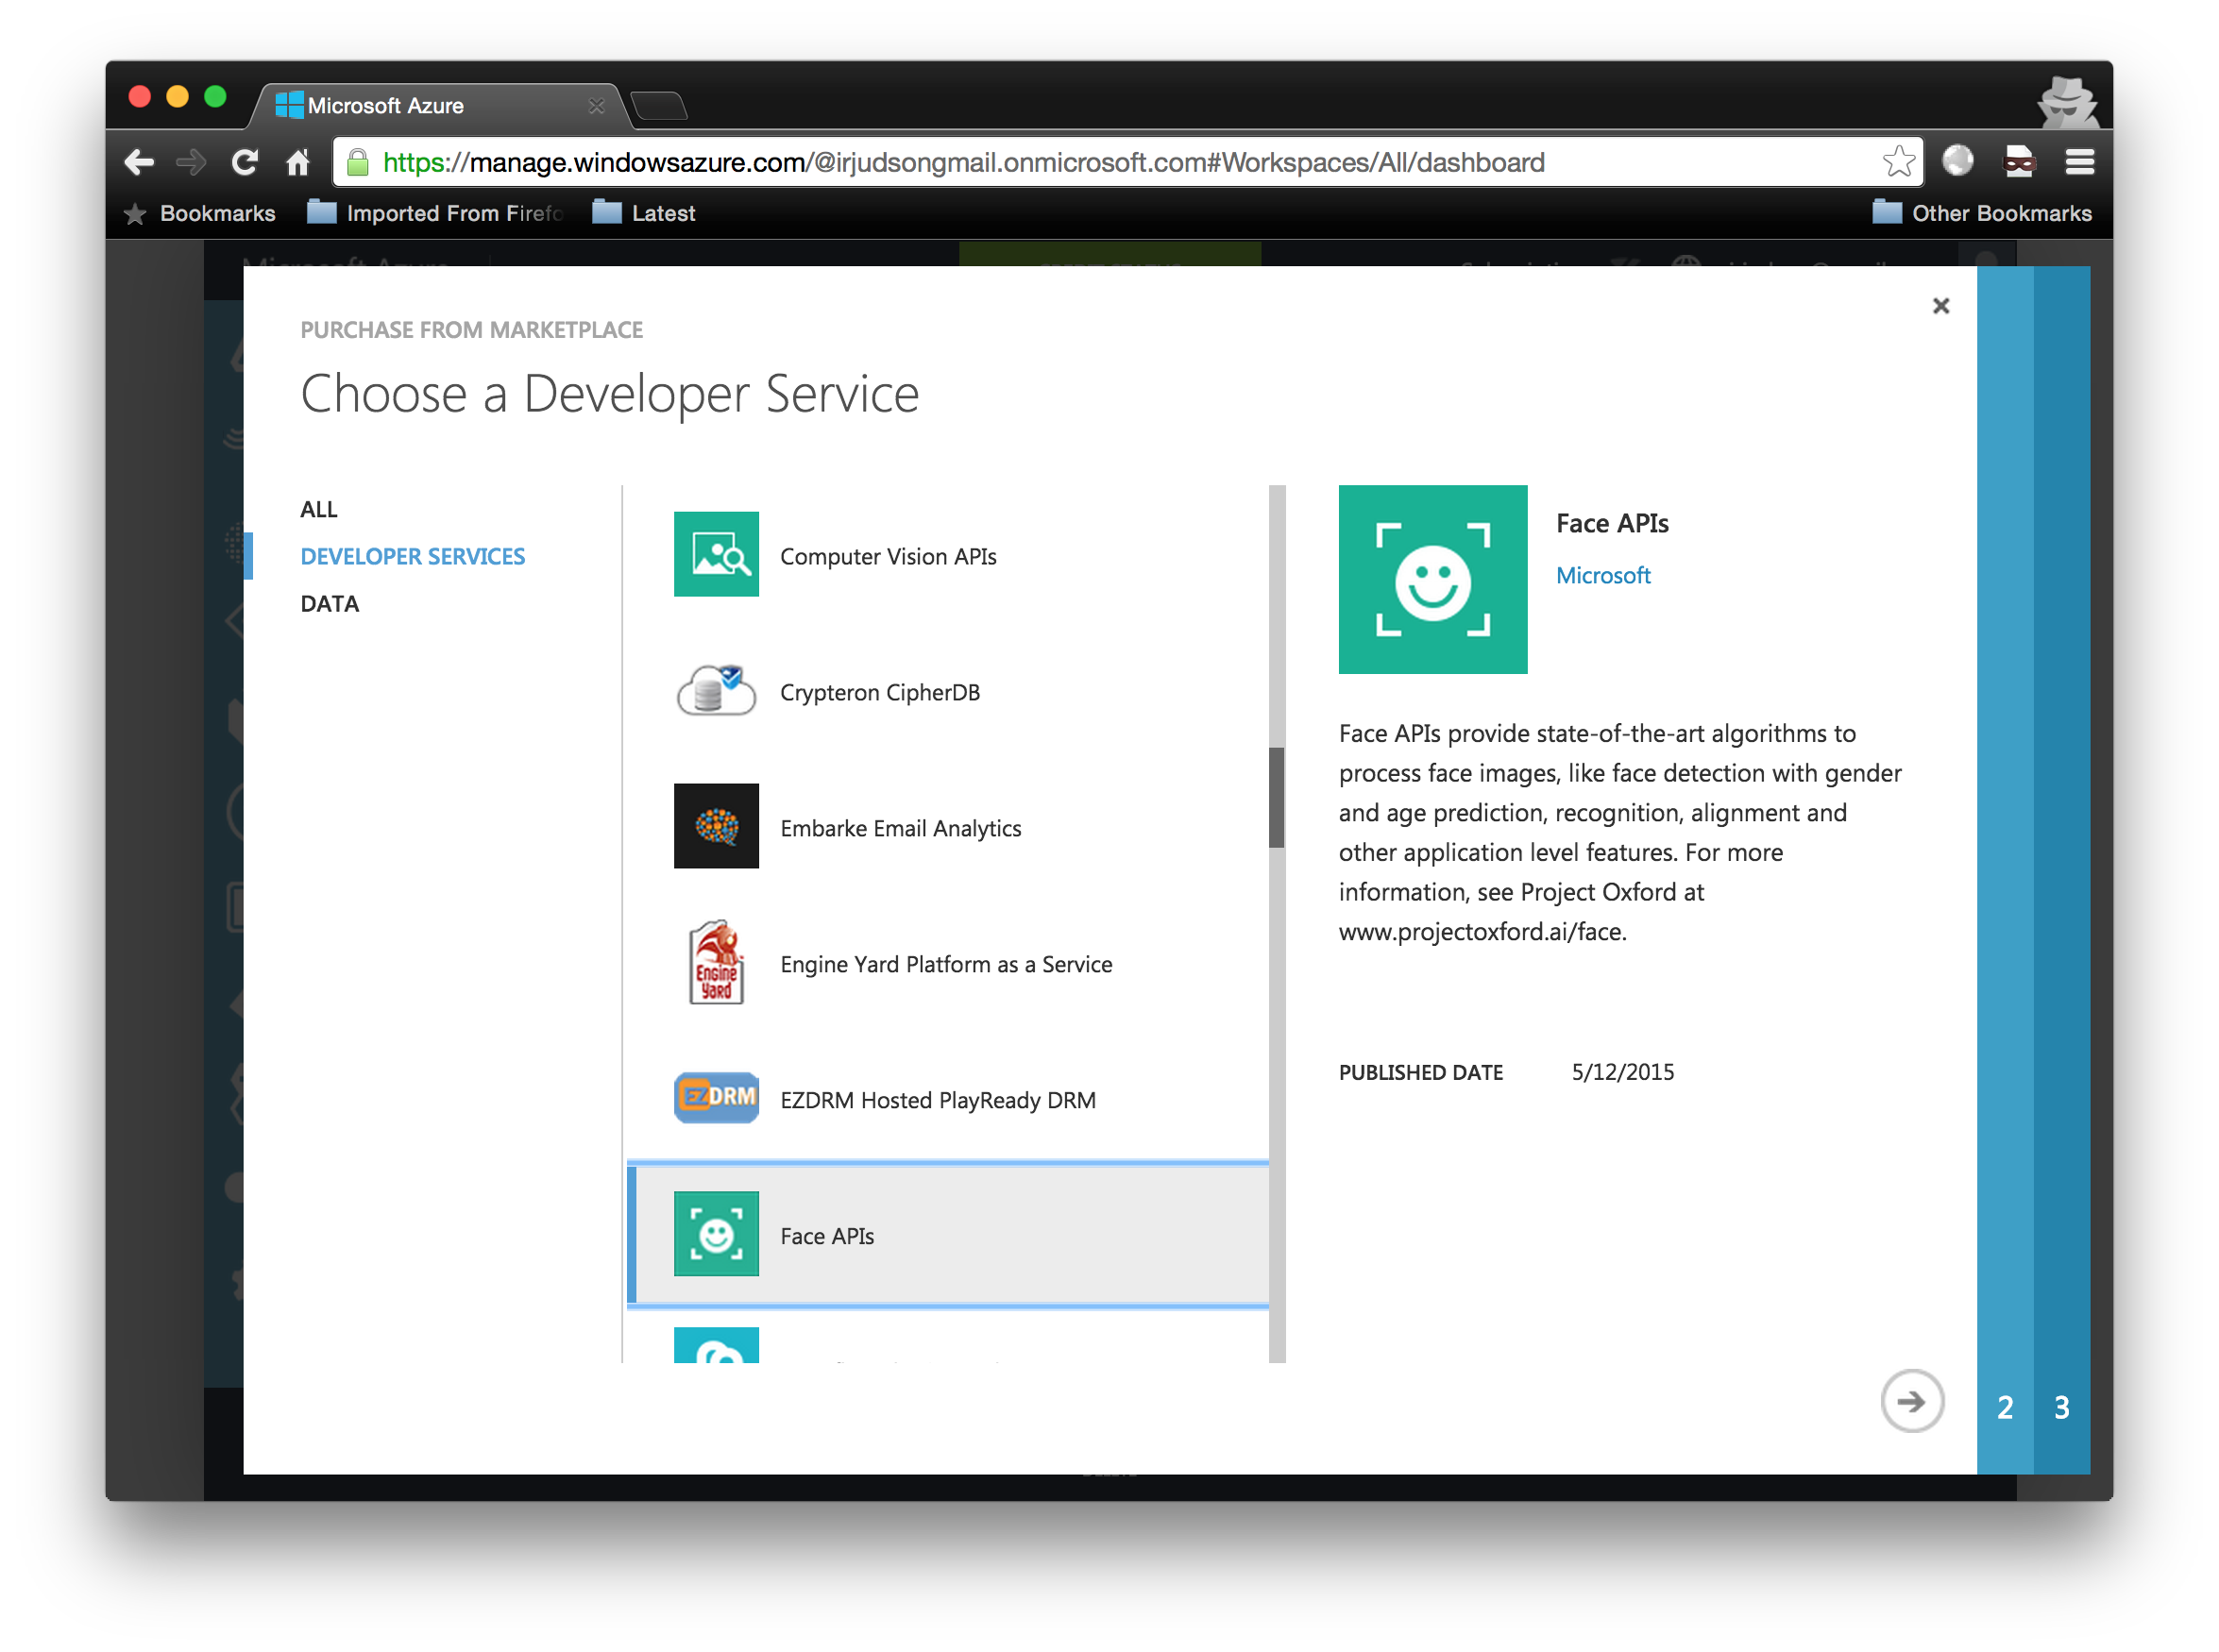 Microsoft Azure
https://manage.windowsazure.com/@irjudsongmail.onmicrosoft.com#Workspaces/All/dashboard
Bookmarks
Imported From Firefo
Latest
Other Bookmarks
Microsoft Azure
PURCHASE FROM MARKETPLACE
Choose a Developer Service
ALL
DEVELOPER SERVICES
DATA
Computer Vision APIs
Crypteron CipherDB
Embarke Email Analytics
Engine Yard
Engine Yard Platform as a Service
EZDRM
EZDRM Hosted PlayReady DRM
Face APIs
Face APIs
Microsoft
Face APIs provide state-of-the-art algorithms to
process face images, like face detection with gender
and age prediction, recognition, alignment and
other application level features. For more
information, see Project Oxford at
www.projectoxford.ai/face.
PUBLISHED DATE 5/12/2015
2 3